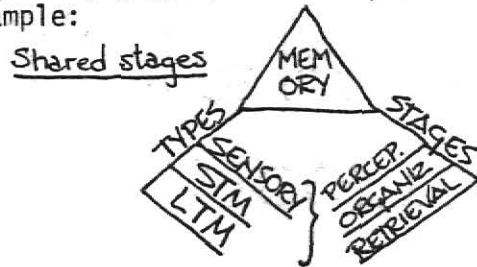 ample:
Shared stages
MEM
ORY
TYPES
SENSORY
STM
LTM
STAGES
PERCEP.
ORGANIZ
RETRIEVAL